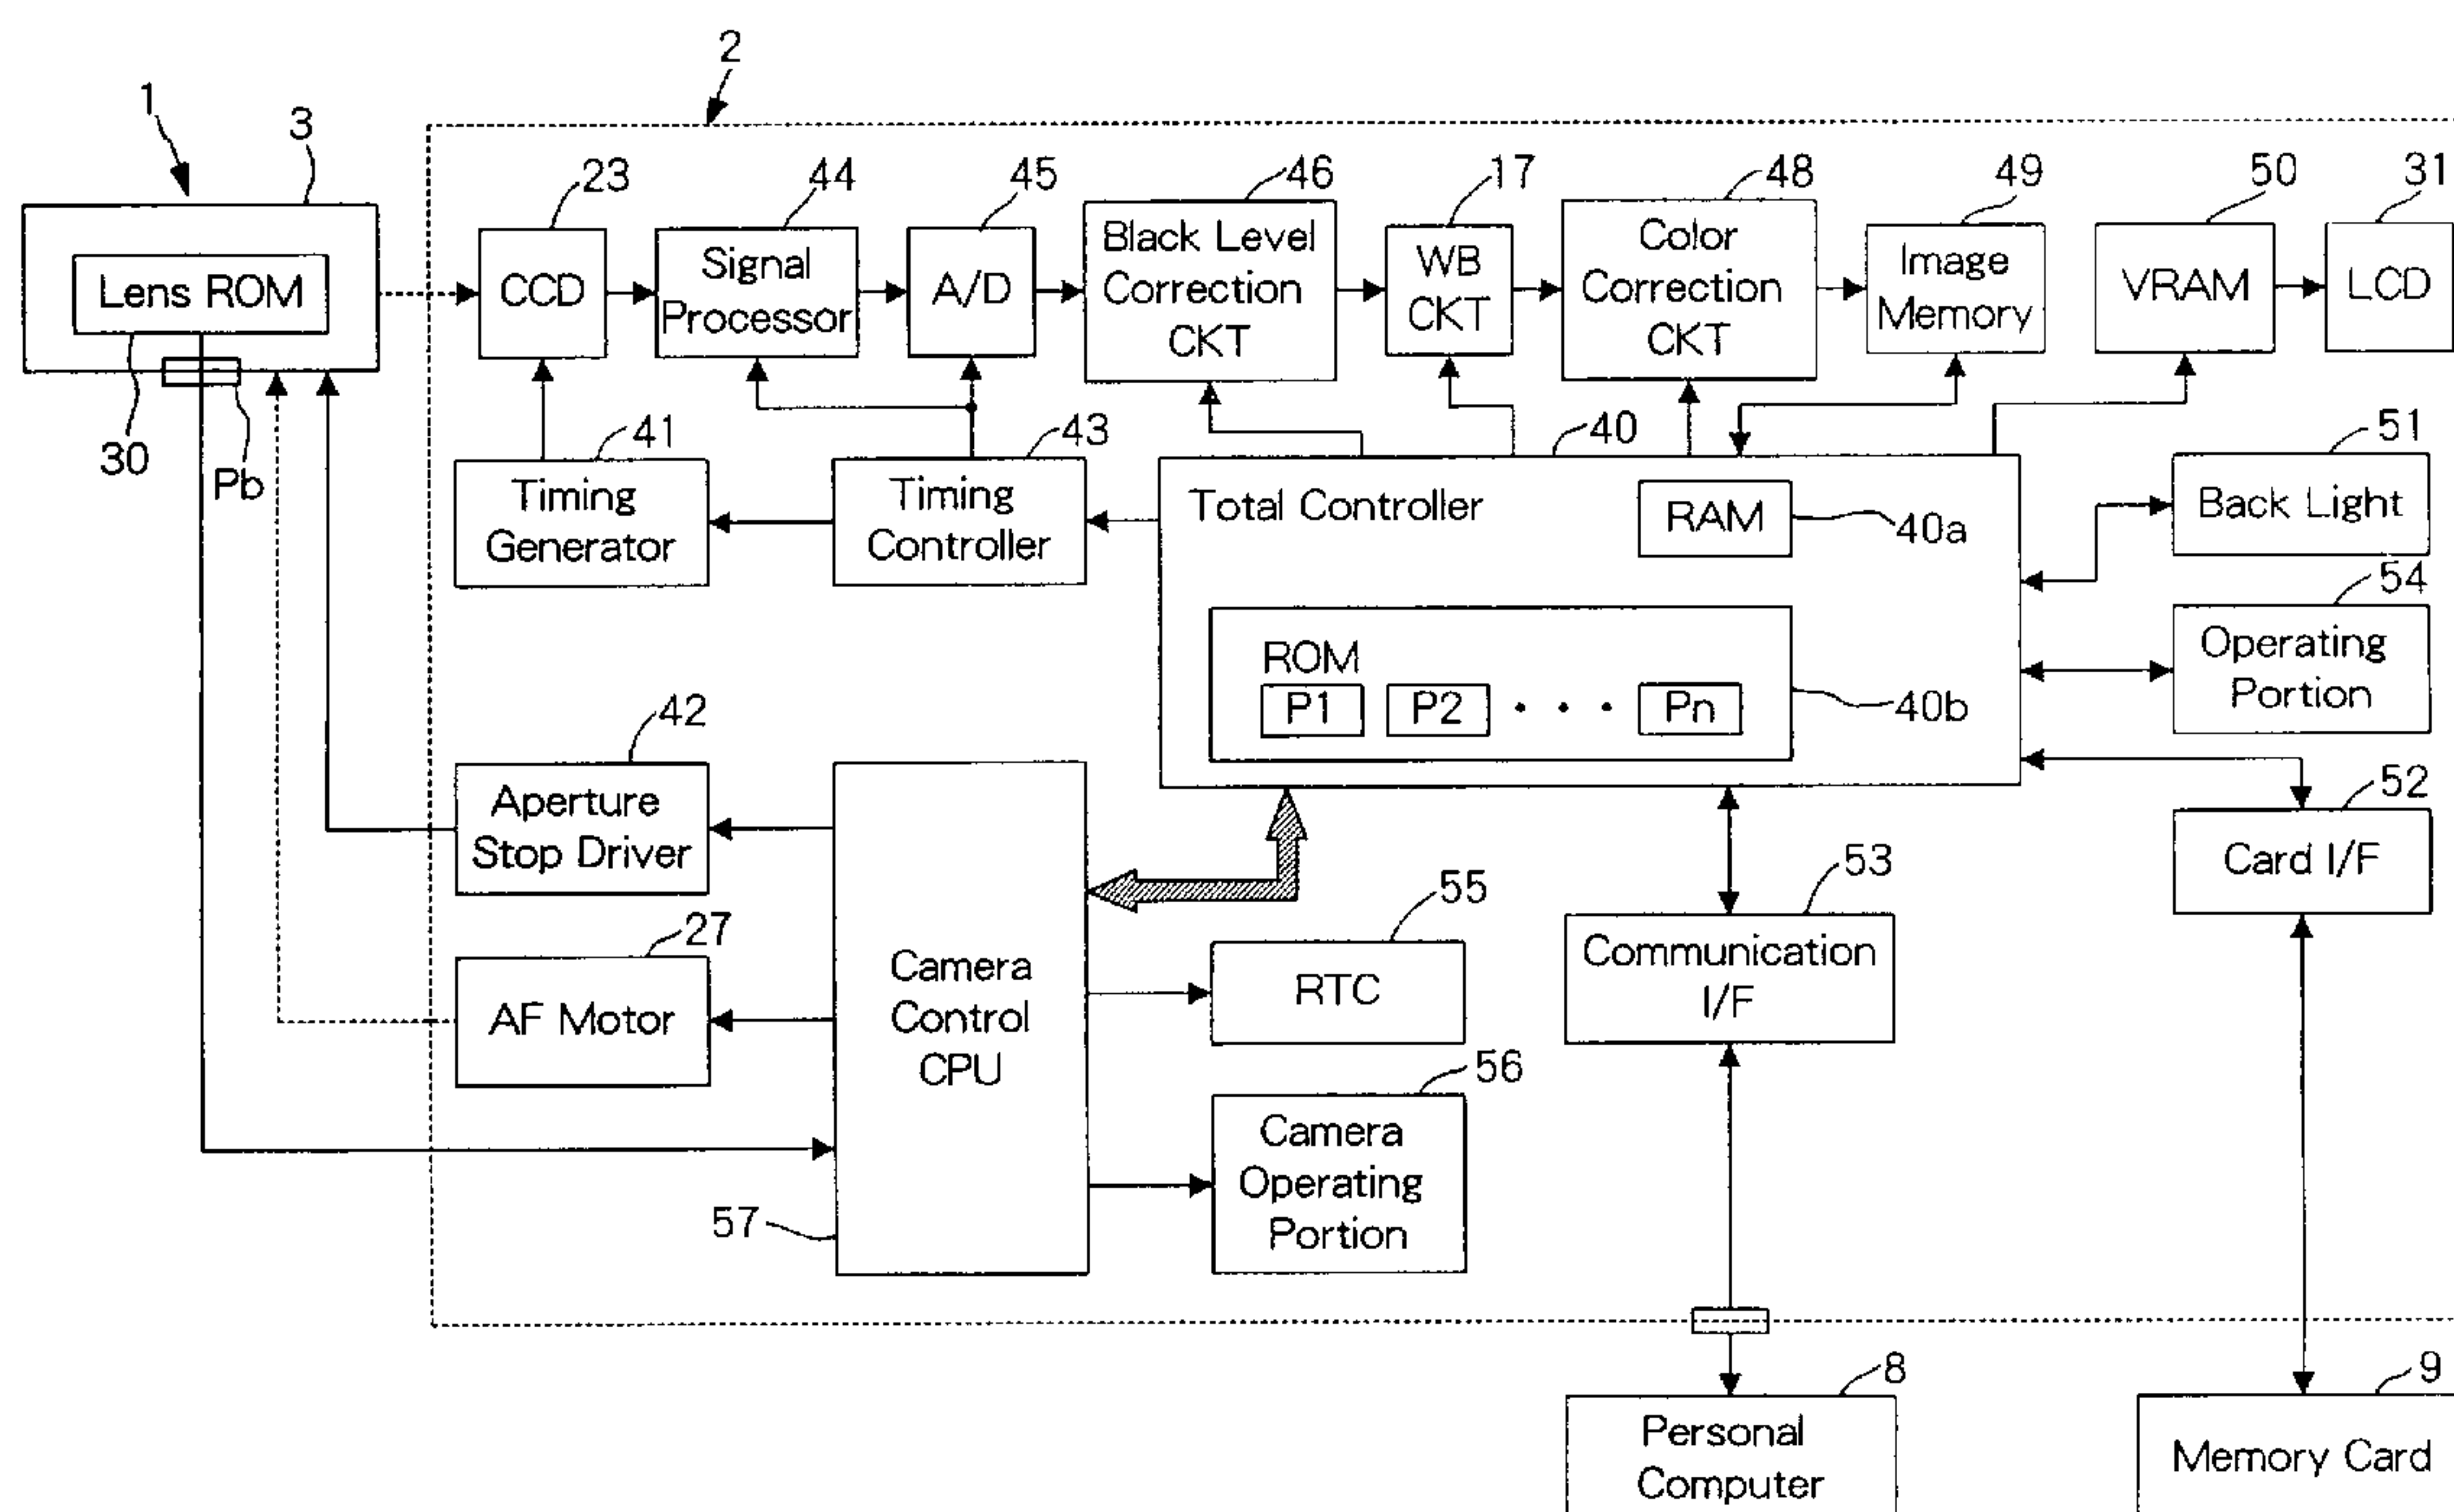 2
1
3
23
44
45
46
17
48
49
50
31
Lens ROM
CCD
Signal
Processor
A/D
Black Level
Correction
CKT
WB
CKT
Color
Correction
CKT
Image
Memory
VRAM
LCD
30
Pb
41
43
40
51
Timing
Generator
Timing
Controller
Total Controller
RAM
40a
Back Light
54
ROM
P1
P2
• • •
Pn
40b
Operating
Portion
42
52
Aperture
Stop Driver
Card I/F
53
55
27
Camera
Control
CPU
AF Motor
RTC
Communication
I/F
56
Camera
Operating
Portion
57
8
9
Personal
Computer
Memory Card